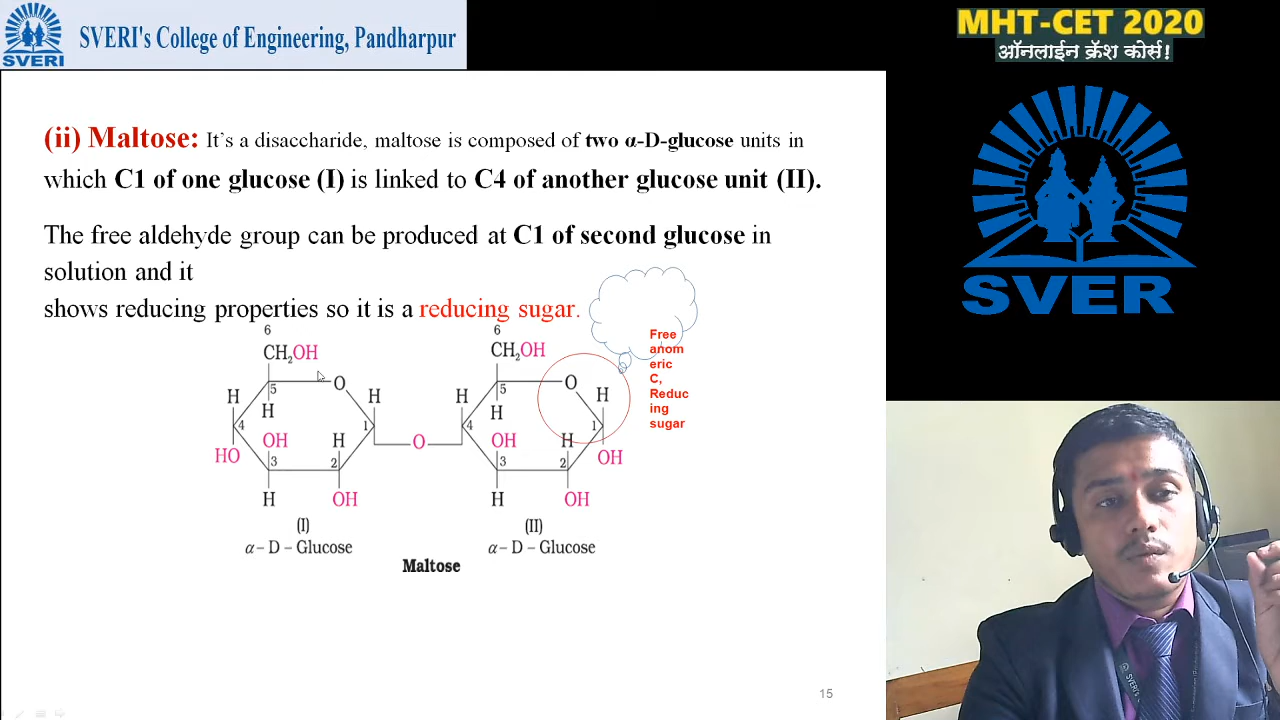 SVERI
SVERI's College of Engineering, Pandharpur
MHT-CET 2020
ऑनलाईन क्रॅश कोर्स!
SVER
(ii) Maltose: It's a disaccharide, maltose is composed of two α-D-glucose units in
which C1 of one glucose (I) is linked to C4 of another glucose unit (II).
The free aldehyde group can be produced at C1 of second glucose in
solution and it
shows reducing properties so it is a reducing sugar.
Free
anom
eric
C,
Reduc
ing
sugar
6 6
CH2OH CH2OH
O O
5 5
H H H H H H
4 OH H 1 4 OH H 1
HO O OH
3 2 3 2
H OH H OH
(I) (II)
α – D – Glucose α – D – Glucose
Maltose
15